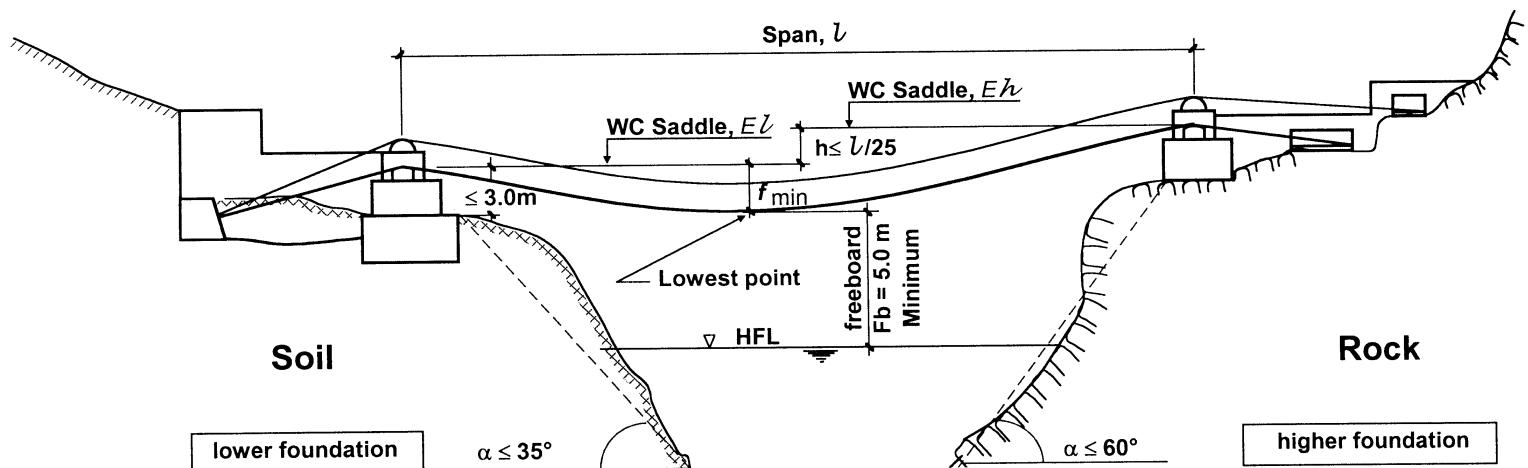 Span, l
WC Saddle, Eh
WC Saddle, El
h≤ l/25
≤ 3.0m
f min
Lowest point
freeboard
Fb = 5.0 m
Minimum
HFL
Soil
Rock
lower foundation
α ≤ 35°
α ≤ 60°
higher foundation